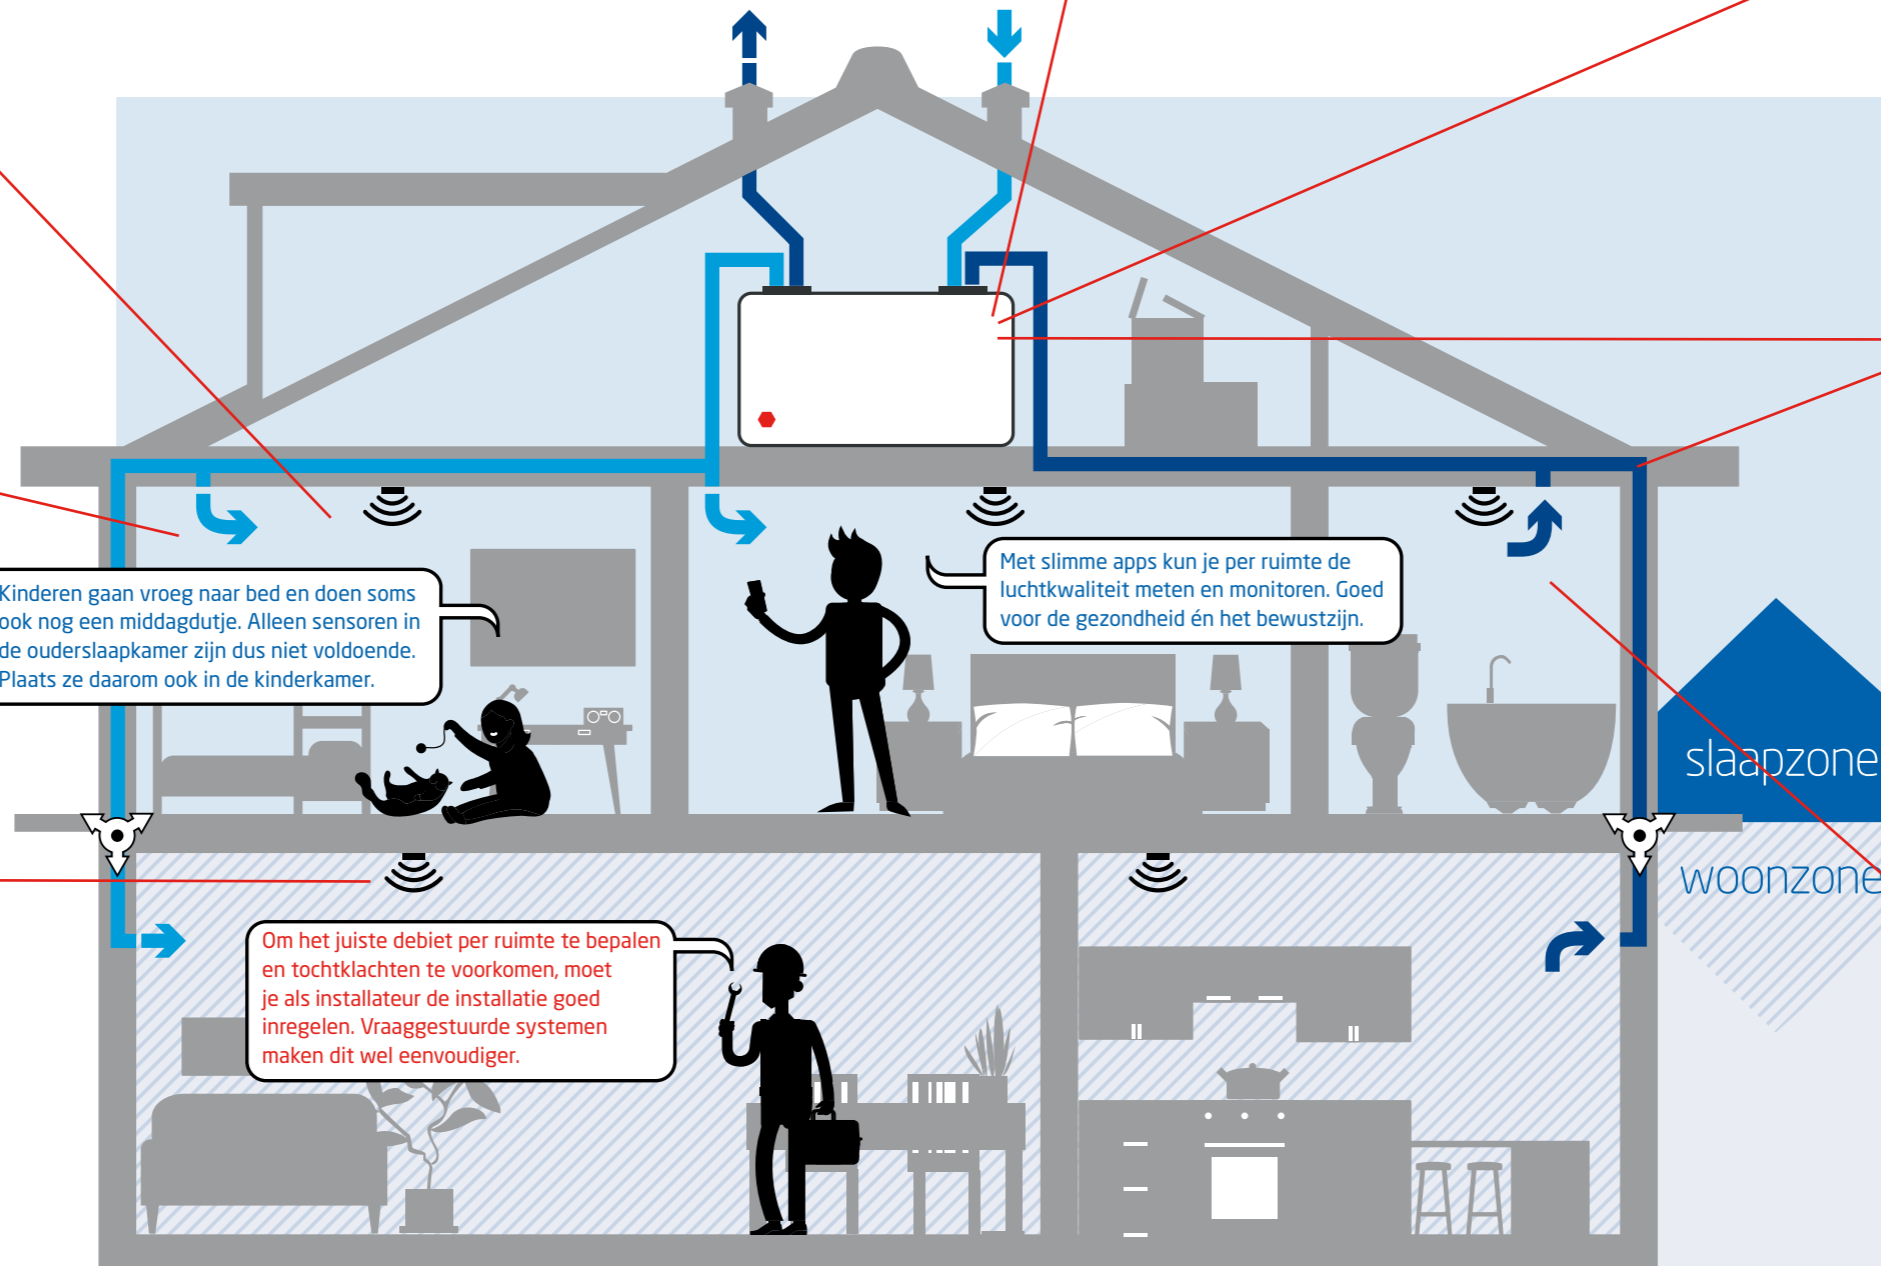 Met slimme apps kun je per ruimte de
luchtkwaliteit meten en monitoren. Goed
voor de gezondheid én het bewustzijn.
Kinderen gaan vroeg naar bed en doen soms
ook nog een middagdutje. Alleen sensoren in
de ouderslaapkamer zijn dus niet voldoende.
Plaats ze daarom ook in de kinderkamer.
slaapzone
woonzone
Om het juiste debiet per ruimte te bepalen
en tochtklachten te voorkomen, moet
je als installateur de installatie goed
inregelen. Vraaggestuurde systemen
maken dit wel eenvoudiger.